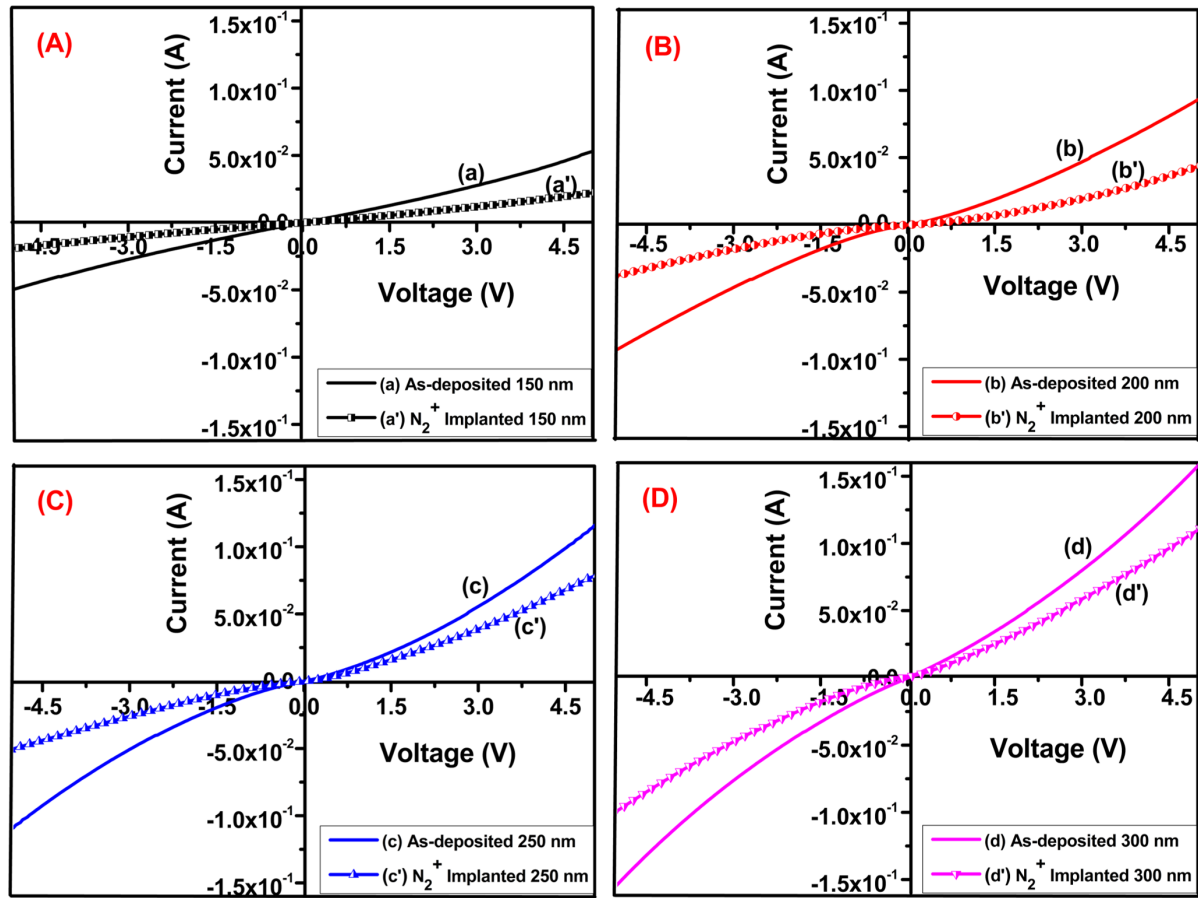 (A)
Current (A)
1.5x10⁻¹
1.0x10⁻¹
5.0x10⁻²
0.0
-5.0x10⁻²
-1.0x10⁻¹
-1.5x10⁻¹
-4.5 -3.0 -1.5 0.0 1.5 3.0 4.5
Voltage (V)
(a)
(a')
(a) As-deposited 150 nm
(a') N₂⁺ Implanted 150 nm
(B)
Current (A)
1.5x10⁻¹
1.0x10⁻¹
5.0x10⁻²
0.0
-5.0x10⁻²
-1.0x10⁻¹
-1.5x10⁻¹
-4.5 -3.0 -1.5 0.0 1.5 3.0 4.5
Voltage (V)
(b)
(b')
(b) As-deposited 200 nm
(b') N₂⁺ Implanted 200 nm
(C)
Current (A)
1.5x10⁻¹
1.0x10⁻¹
5.0x10⁻²
0.0
-5.0x10⁻²
-1.0x10⁻¹
-1.5x10⁻¹
-4.5 -3.0 -1.5 0.0 1.5 3.0 4.5
Voltage (V)
(c)
(c')
(c) As-deposited 250 nm
(c') N₂⁺ Implanted 250 nm
(D)
Current (A)
1.5x10⁻¹
1.0x10⁻¹
5.0x10⁻²
0.0
-5.0x10⁻²
-1.0x10⁻¹
-1.5x10⁻¹
-4.5 -3.0 -1.5 0.0 1.5 3.0 4.5
Voltage (V)
(d)
(d')
(d) As-deposited 300 nm
(d') N₂⁺ Implanted 300 nm